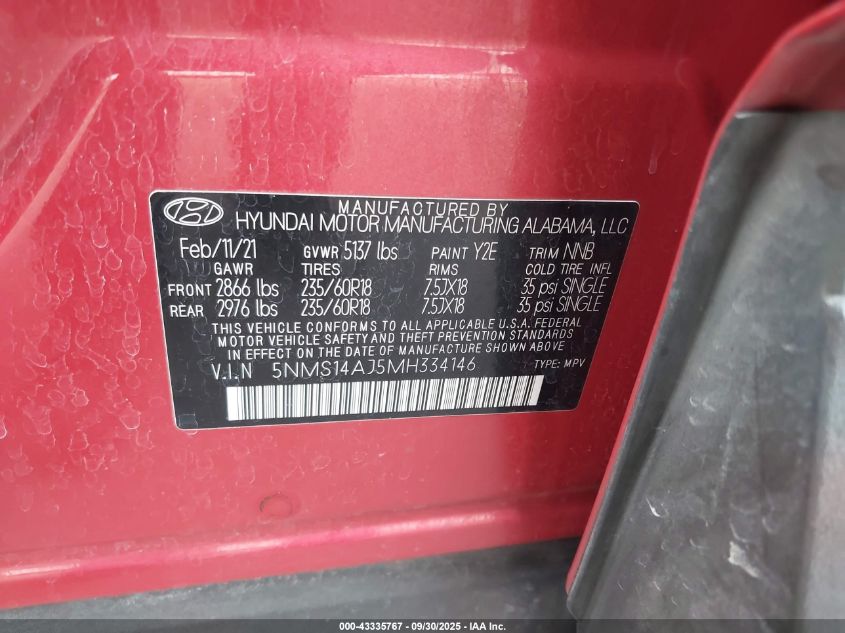 MANUFACTURED BY
HYUNDAI MOTOR MANUFACTURING ALABAMA, LLC
Feb/11/21 GVWR 5137 lbs PAINT Y2E TRIM NNB
GAWR TIRES RIMS COLD TIRE INFL
FRONT 2866 lbs 235/60R18 7.5JX18 35 psi SINGLE
REAR 2976 lbs 235/60R18 7.5JX18 35 psi SINGLE
THIS VEHICLE CONFORMS TO ALL APPLICABLE U.S.A. FEDERAL
MOTOR VEHICLE SAFETY AND THEFT PREVENTION STANDARDS
IN EFFECT ON THE DATE OF MANUFACTURE SHOWN ABOVE
V.I.N 5NMS14AJ5MH334146 TYPE: MPV
000-43335767 - 09/30/2025 - IAA Inc.